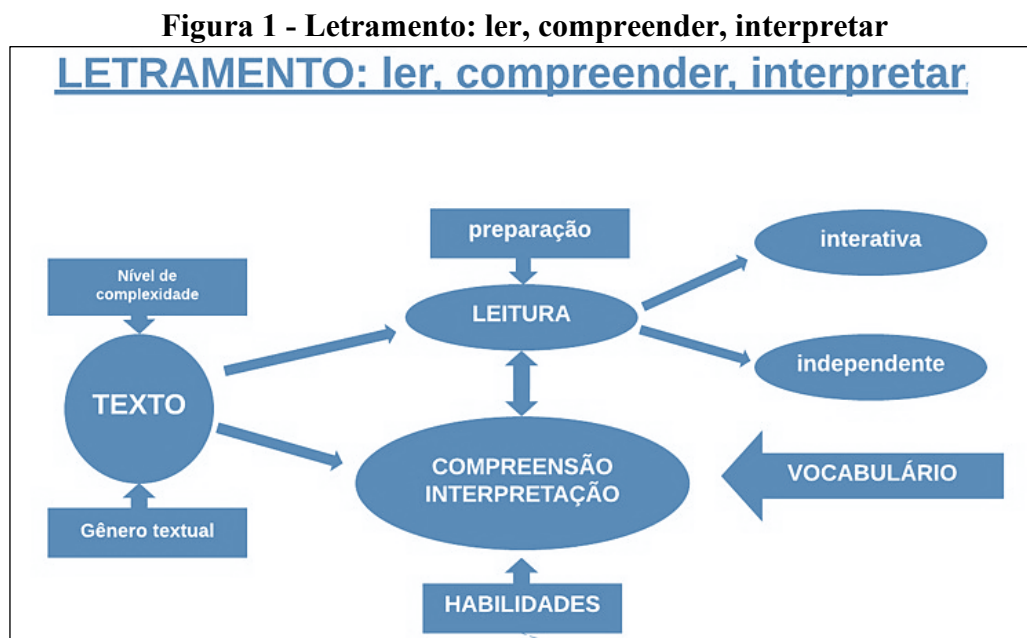 Figura 1 - Letramento: ler, compreender, interpretar
LETRAMENTO: ler, compreender, interpretar.
preparação
interativa
Nível de
complexidade
LEITURA
independente
TEXTO
COMPREENSÃO
INTERPRETAÇÃO
VOCABULÁRIO
Gênero textual
HABILIDADES